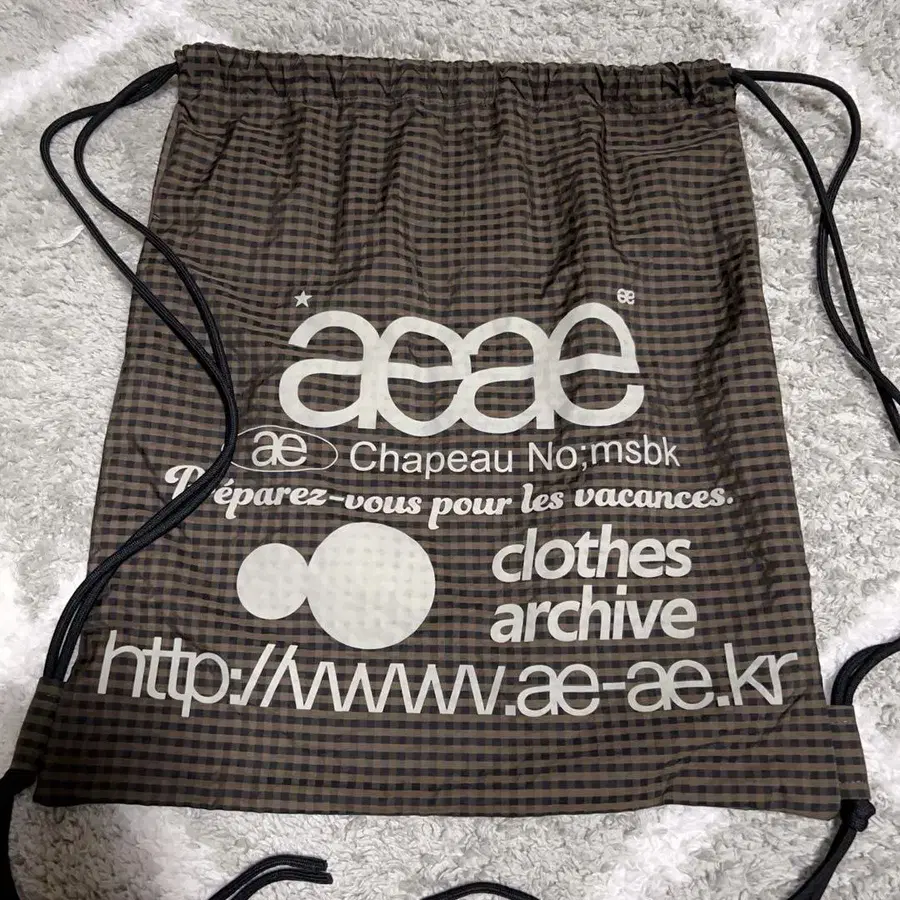 æ
aeae
ae Chapeau No;msbk
Préparez-vous pour les vacances.
clothes
archive
http://www.ae-ae.kr